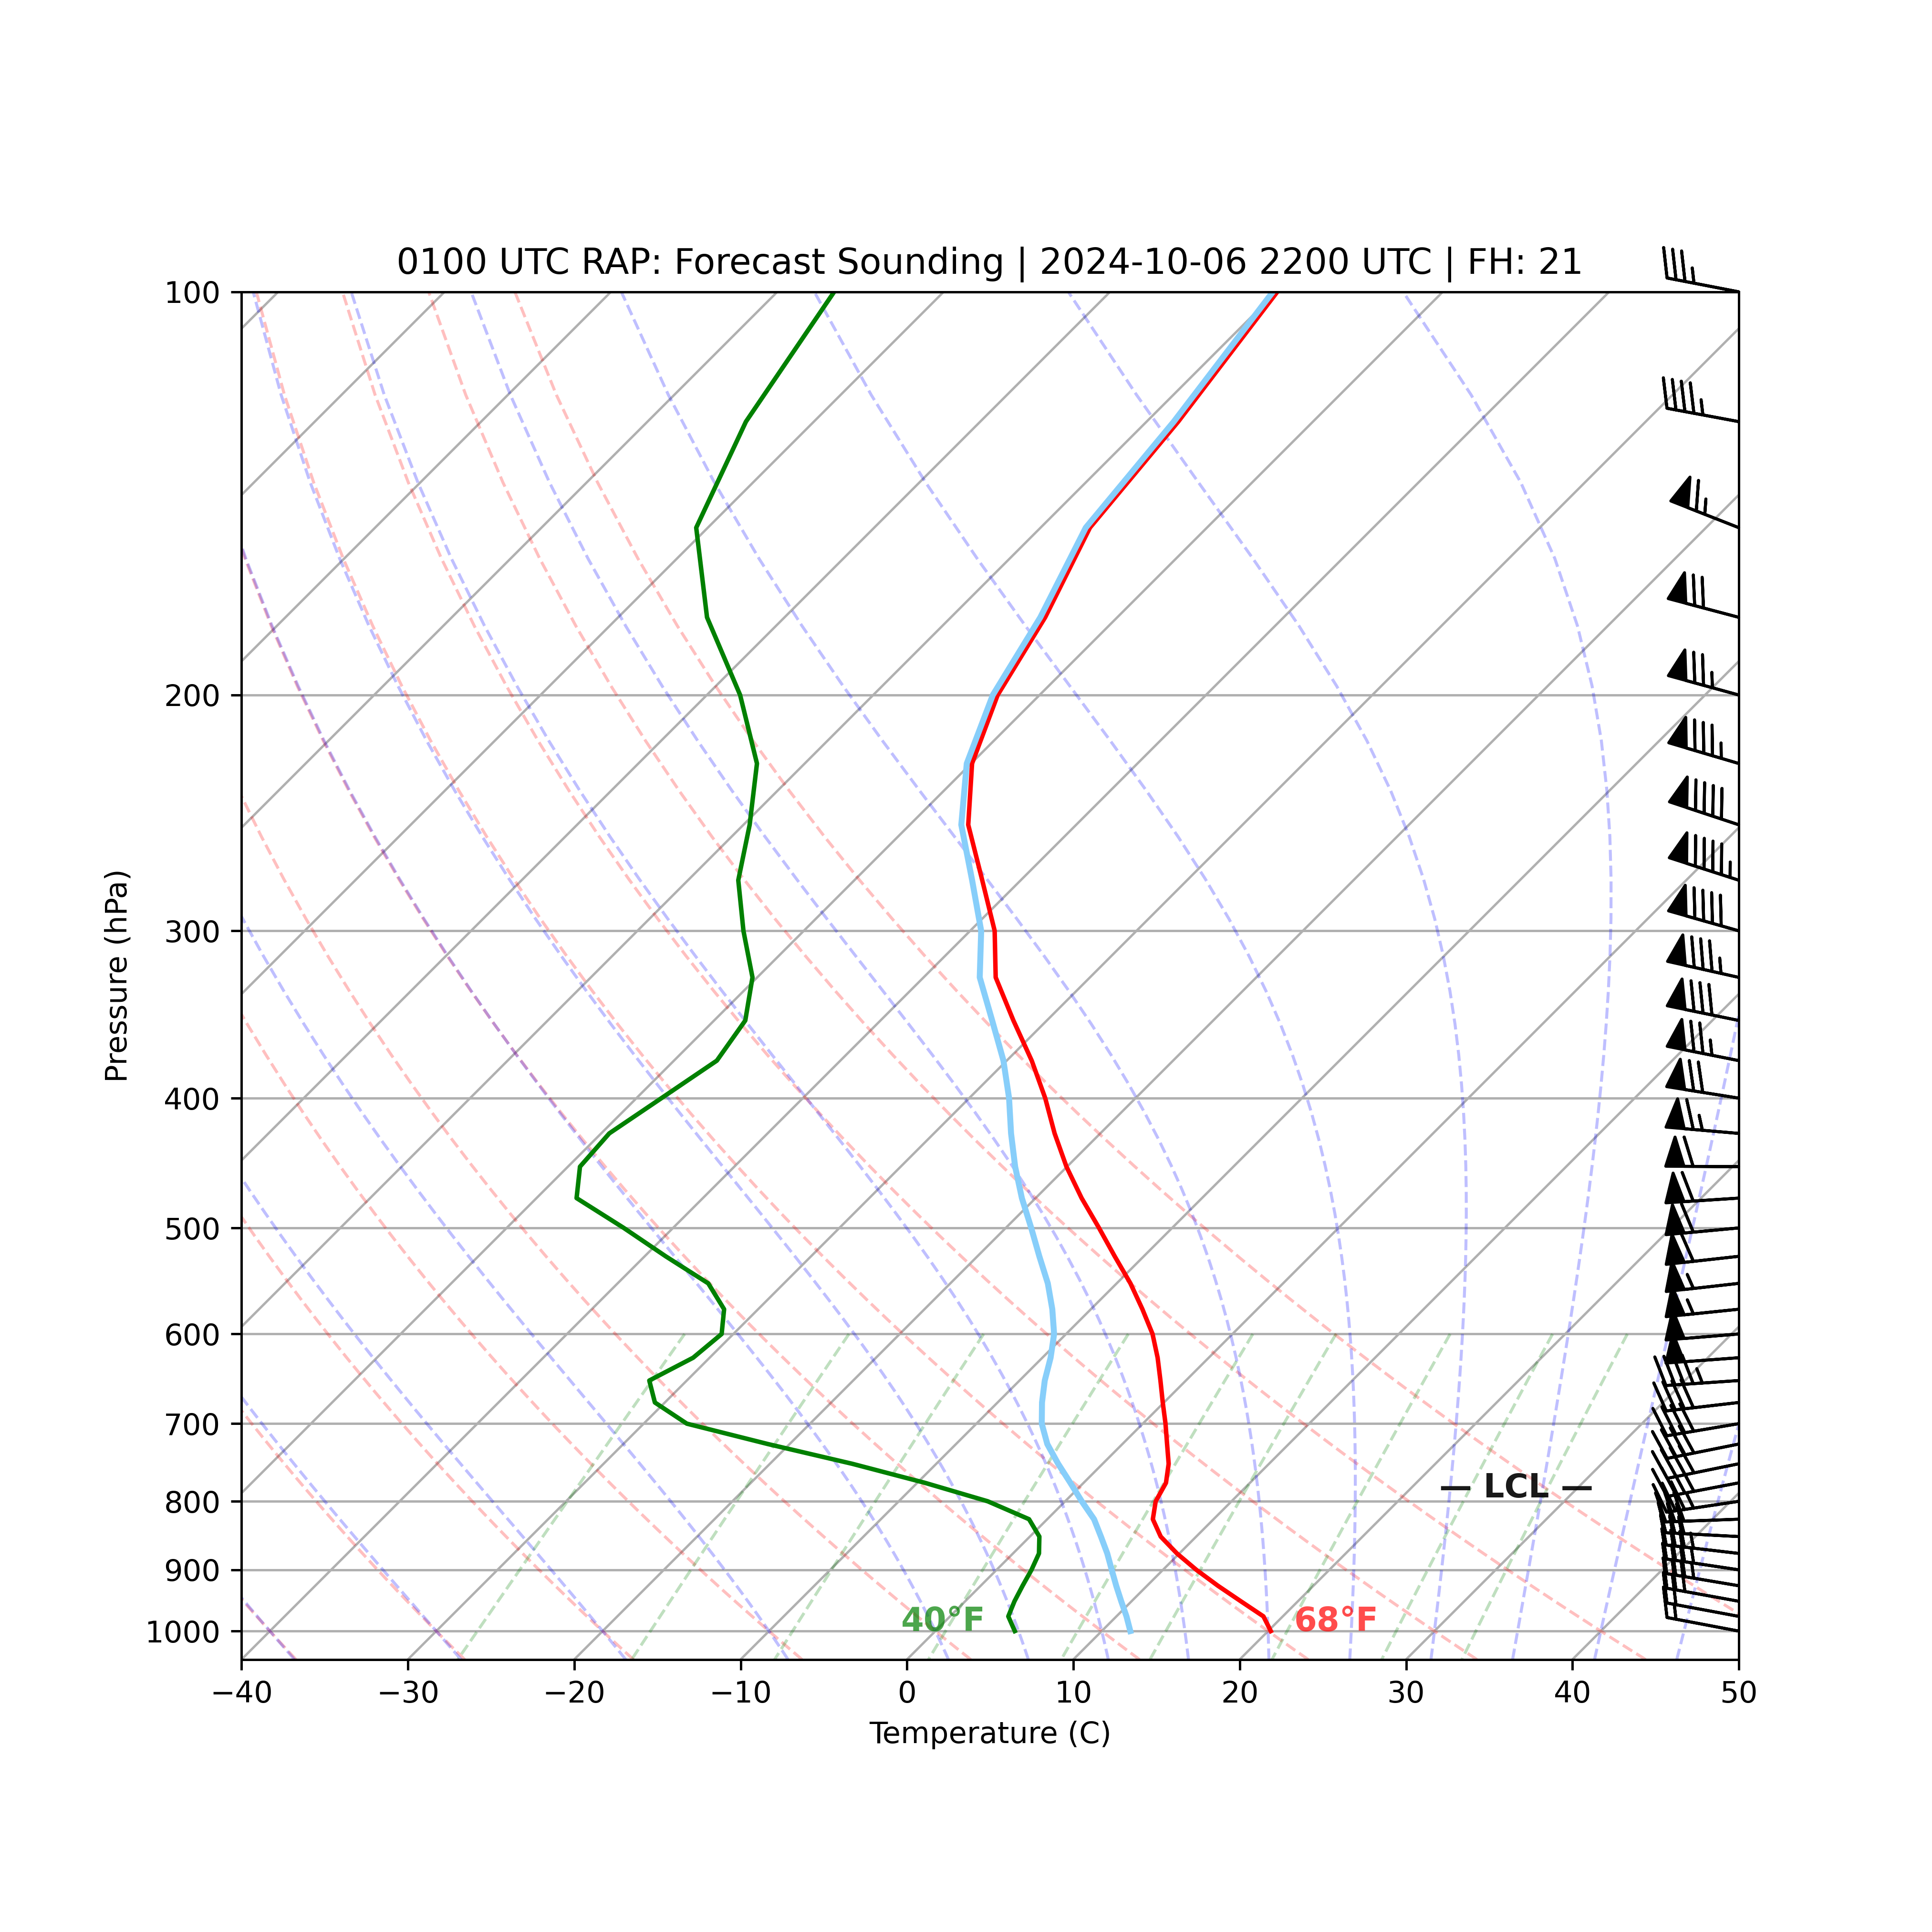 0100 UTC RAP: Forecast Sounding | 2024-10-06 2200 UTC | FH: 21
100
200
300
400
500
600
700
800
900
1000
Pressure (hPa)
— LCL —
40°F
68°F
−40 −30 −20 −10 0 10 20 30 40 50
Temperature (C)